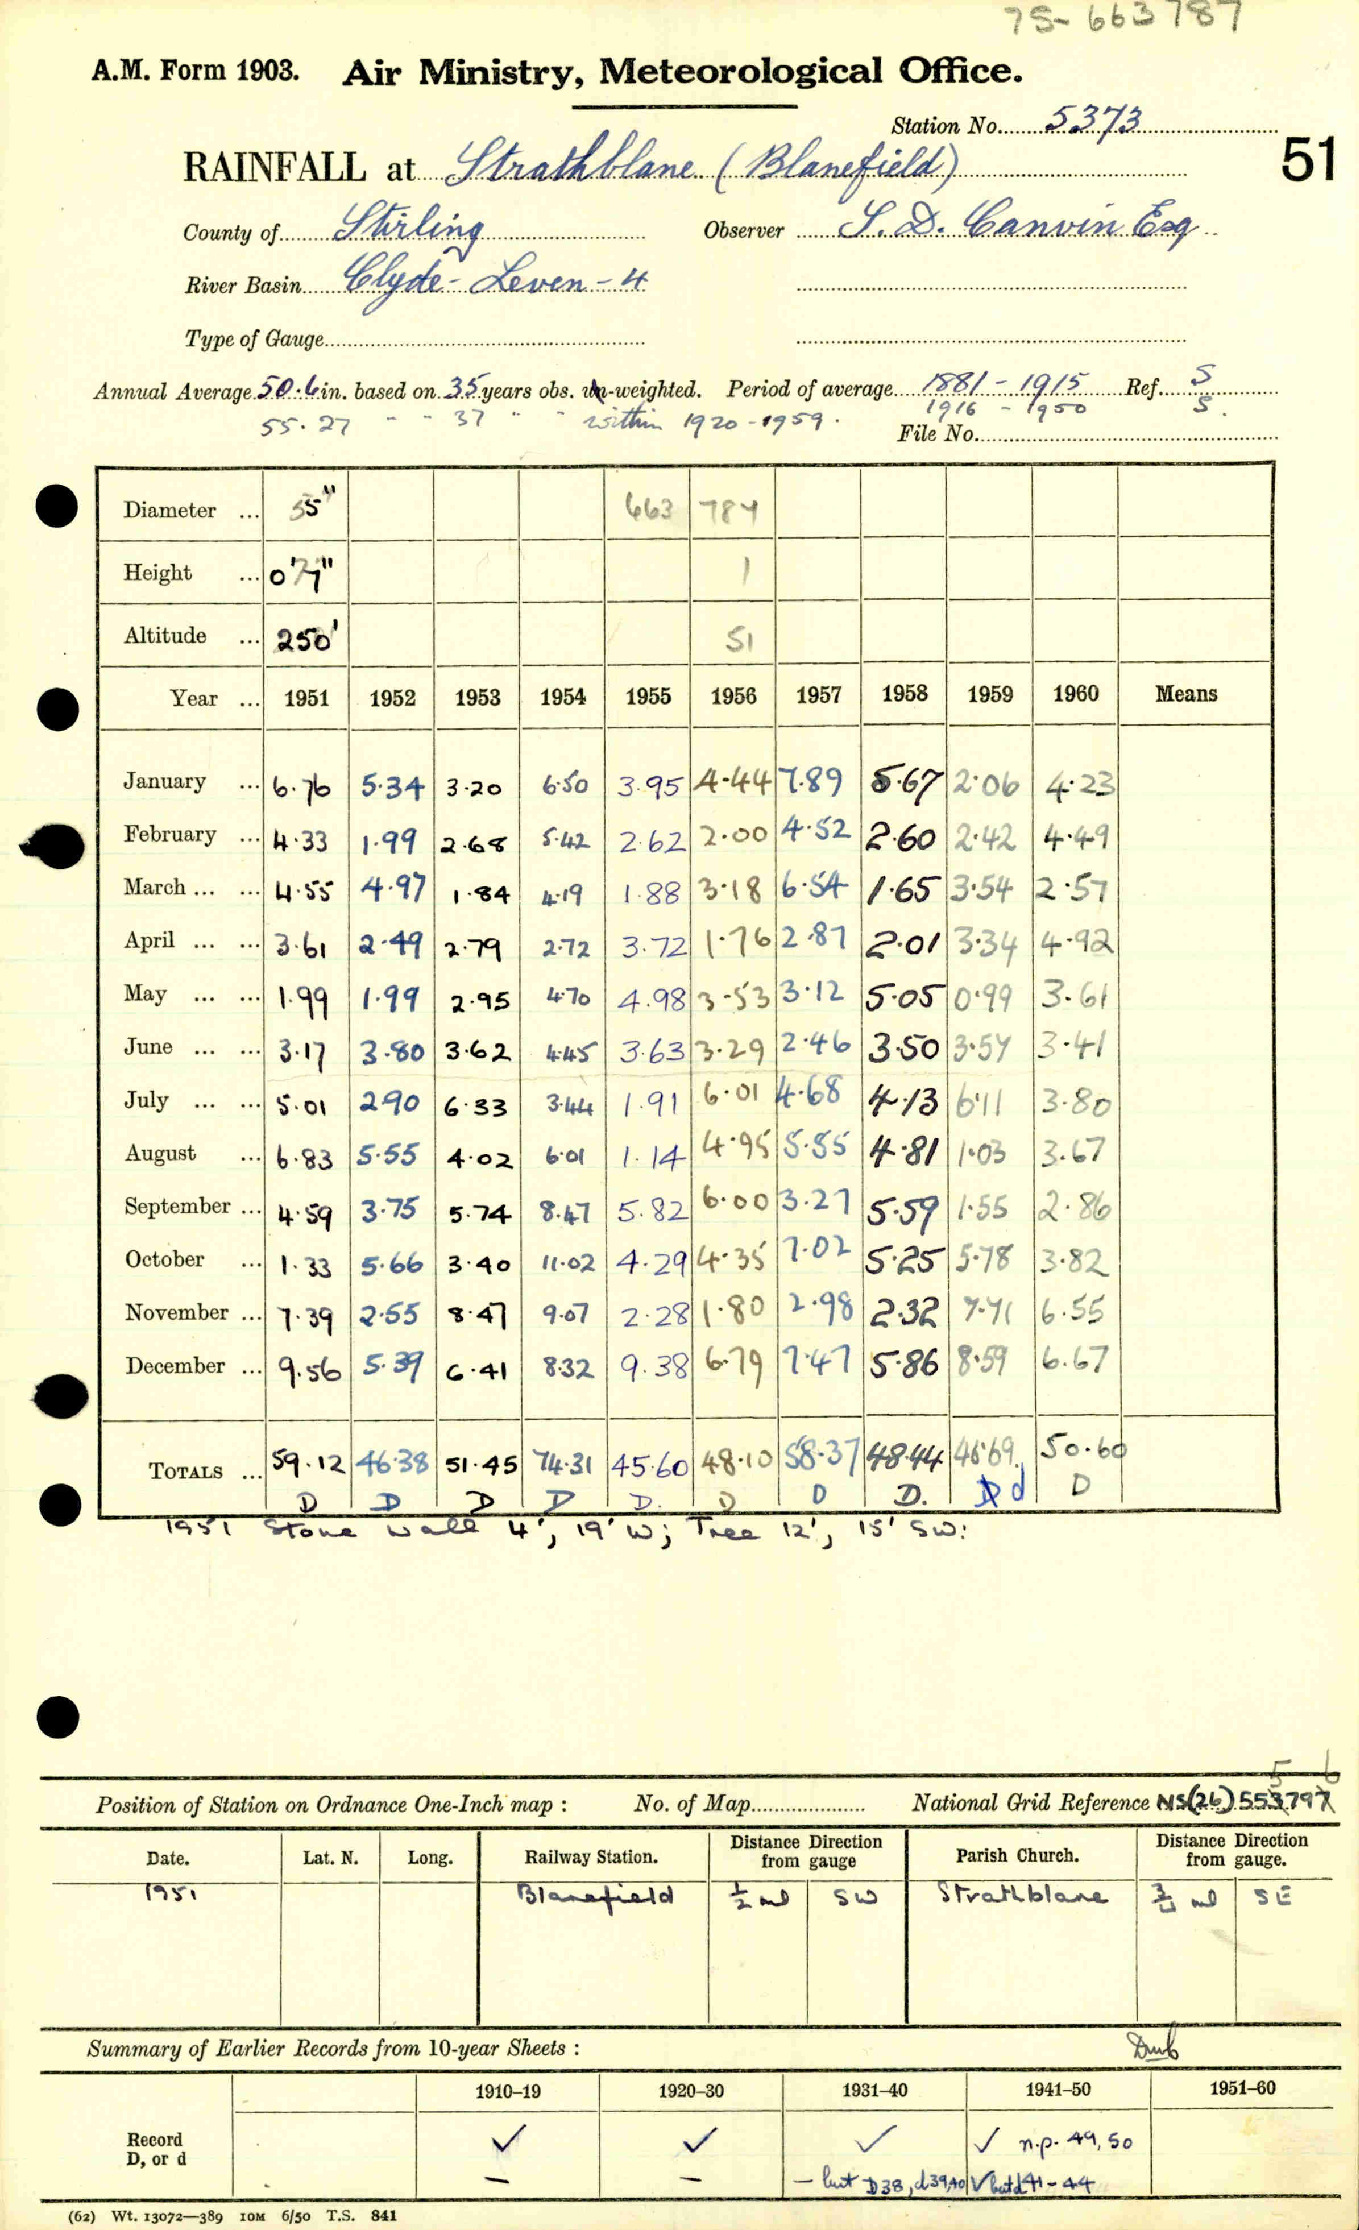 75-663787
A.M. Form 1903. Air Ministry, Meteorological Office.
Station No. 5373
51
RAINFALL at Strathblane (Blanefield)
County of Stirling Observer S. D. Canvin Esq
River Basin Clyde - Leven - 4
Type of Gauge
Annual Average 50.6 in. based on 35 years obs. un-weighted. Period of average 1881 - 1915 Ref. S
55.27 " " 37 " " within 1920 - 1959. 1916 - 1950 S.
File No.
Diameter ... 5" 663 784
Height ... 0'7" 1
Altitude ... 250' 51
Year ... 1951 1952 1953 1954 1955 1956 1957 1958 1959 1960 Means
January ... 6.76 5.34 3.20 6.50 3.95 4.44 7.89 5.67 2.06 4.23
February ... 4.33 1.99 2.68 5.42 2.62 2.00 4.52 2.60 2.42 4.49
March ... ... 4.55 4.97 1.84 4.19 1.88 3.18 6.54 1.65 3.54 2.57
April ... ... 3.61 2.49 2.79 2.72 3.72 1.76 2.87 2.01 3.34 4.92
May ... ... 1.99 1.99 2.95 4.70 4.98 3.53 3.12 5.05 0.99 3.61
June ... ... 3.17 3.80 3.62 4.45 3.63 3.29 2.46 3.50 3.57 3.41
July ... ... 5.01 2.90 6.33 3.44 1.91 6.01 4.68 4.13 6.11 3.80
August ... 6.83 5.55 4.02 6.01 1.14 4.95 5.55 4.81 1.03 3.67
September ... 4.59 3.75 5.74 8.47 5.82 6.00 3.27 5.59 1.55 2.86
October ... 1.33 5.66 3.40 11.02 4.29 4.35 7.02 5.25 5.78 3.82
November ... 7.39 2.55 8.47 9.07 2.28 1.80 2.98 2.32 7.71 6.55
December ... 9.56 5.39 6.41 8.32 9.38 6.79 7.47 5.86 8.59 6.67
TOTALS ... 59.12 46.38 51.45 74.31 45.60 48.10 58.37 48.44 46.69 50.60
D D D D D. D D D. D d D
1951 Stone wall 4', 19' W; Tree 12', 15' SW:
5 6
Position of Station on Ordnance One-Inch map : No. of Map National Grid Reference NS(26)553797
Date. Lat. N. Long. Railway Station. Distance from gauge Direction Parish Church. Distance from gauge. Direction
1951 Blanefield ½ ml SW Strathblane ¾ ml SE
Summary of Earlier Records from 10-year Sheets :
1910–19 1920–30 1931–40 1941–50 1951–60
Record ✓ ✓ ✓ ✓ n.p. 49, 50
D, or d – – – but D38, d39,40 ✓ but d41-44
(62) Wt. 13072—389 10M 6/50 T.S. 841